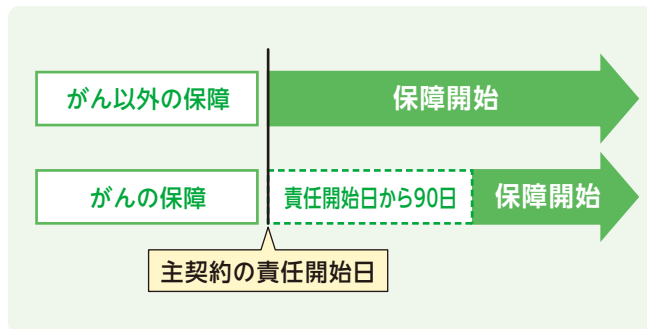 がん以外の保障
保障開始
がんの保障
責任開始日から90日
保障開始
主契約の責任開始日